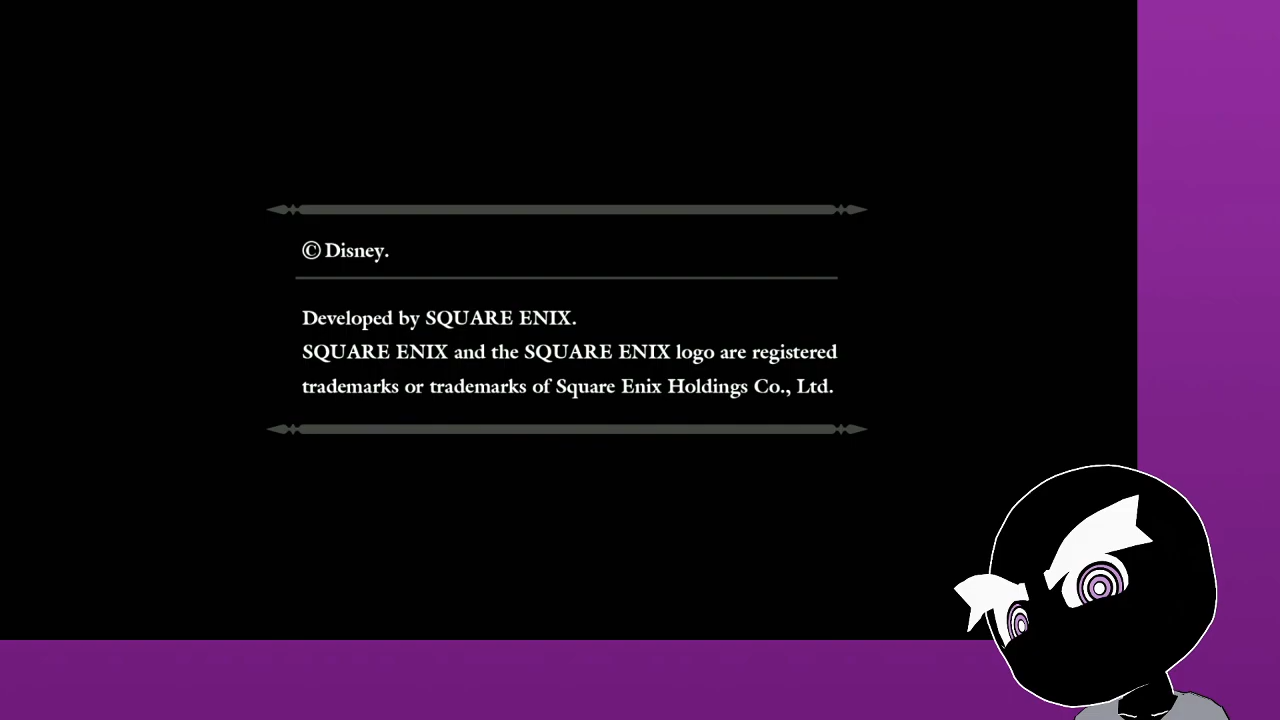 © Disney.
Developed by SQUARE ENIX.
SQUARE ENIX and the SQUARE ENIX logo are registered
trademarks or trademarks of Square Enix Holdings Co., Ltd.